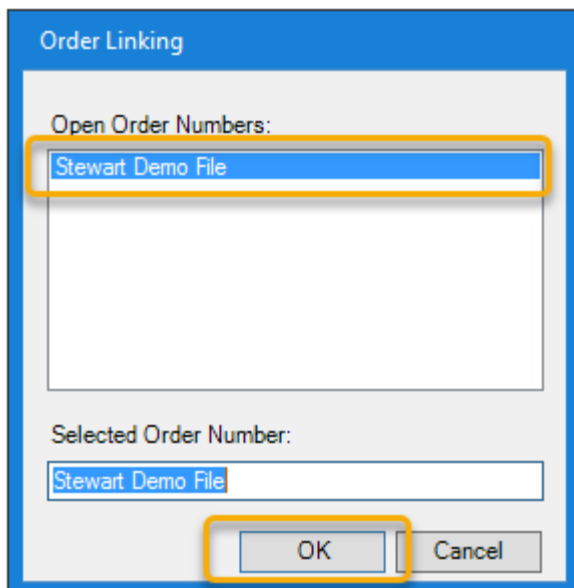 Order Linking
Open Order Numbers:
Stewart Demo File
Selected Order Number:
Stewart Demo File
OK
Cancel